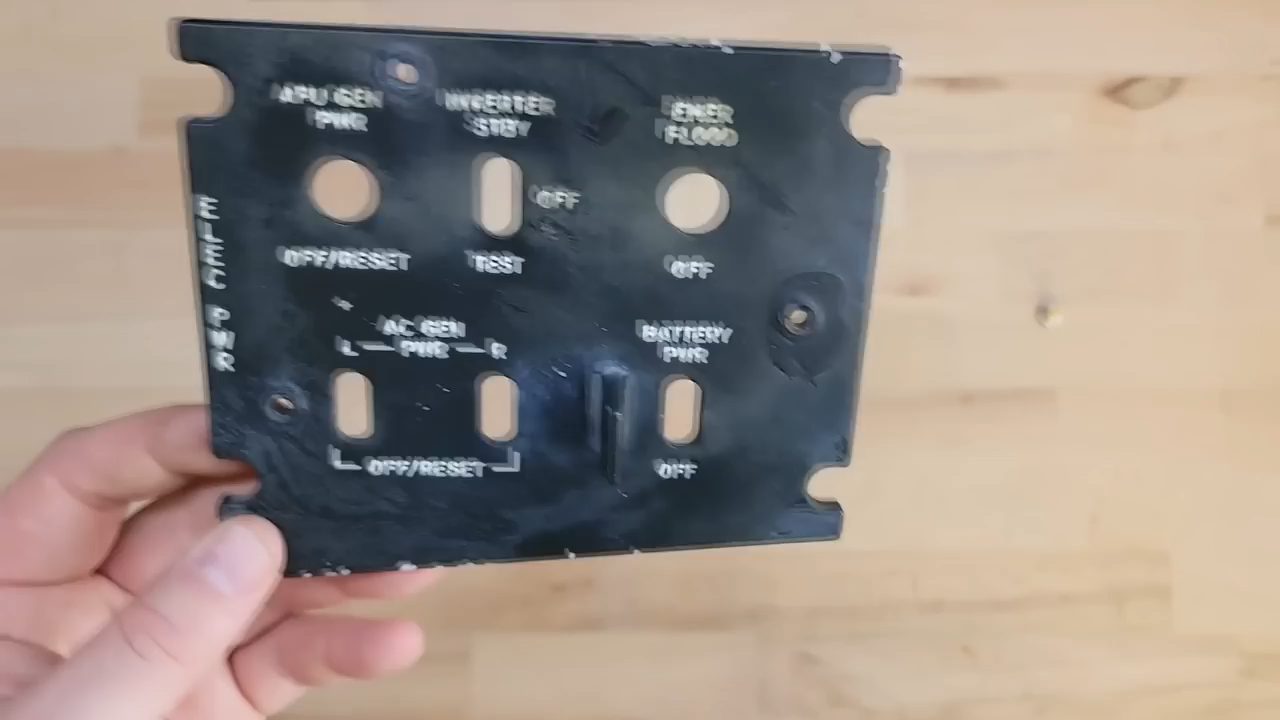 APU GEN
PWR
INVERTER
STBY
EMER
FLOOD
OFF
OFF/RESET
TEST
OFF
ELEC PWR
AC GEN
L PWR R
BATTERY
PWR
OFF/RESET
OFF